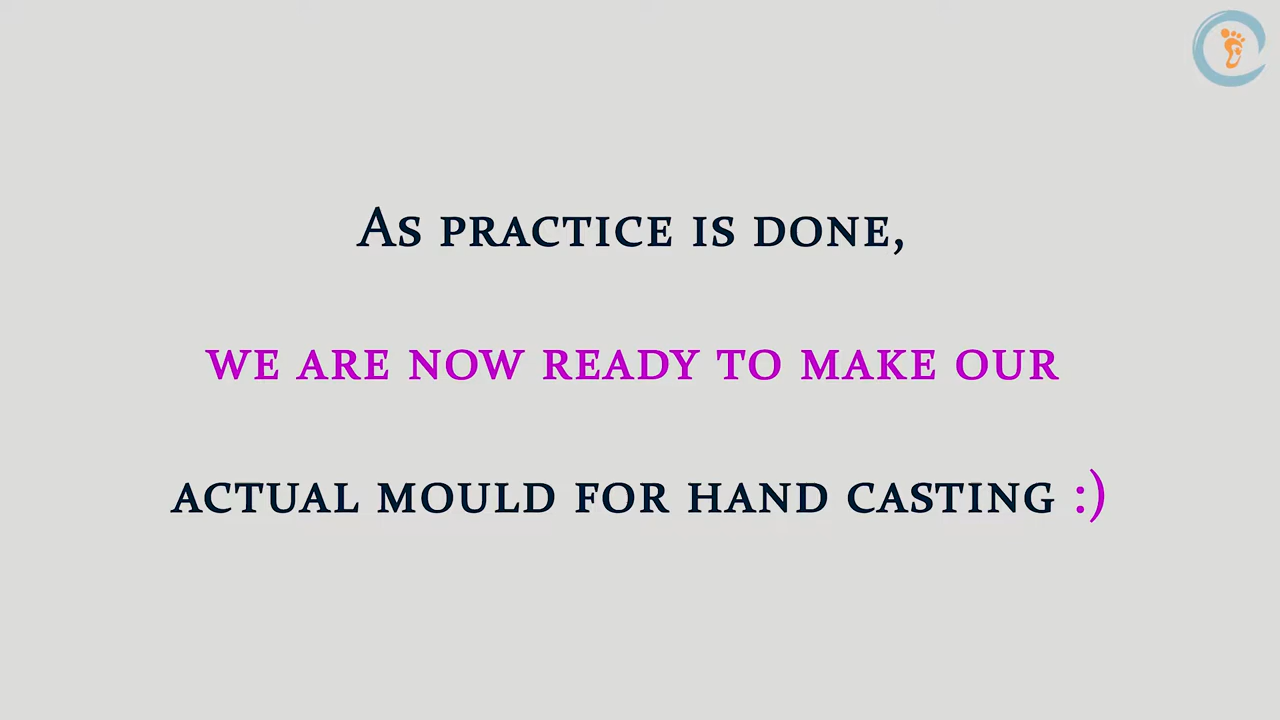 As practice is done,
we are now ready to make our
actual mould for hand casting :)